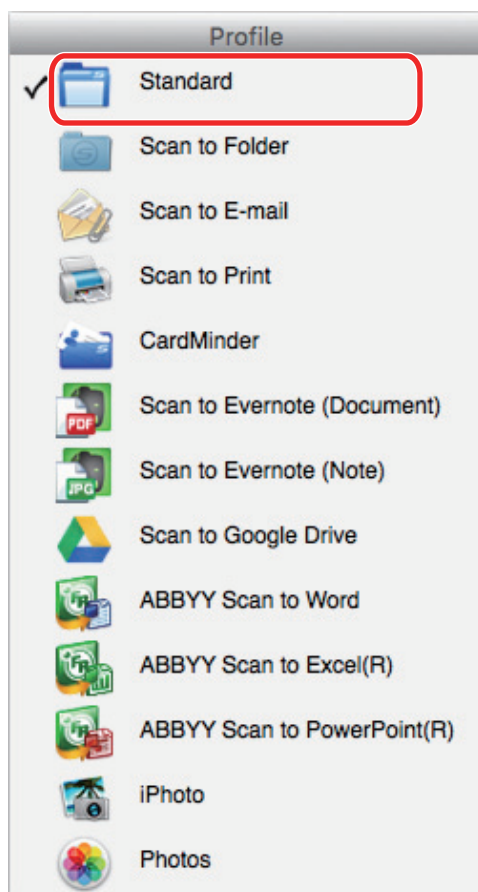 Profile
Standard
Scan to Folder
Scan to E-mail
Scan to Print
CardMinder
Scan to Evernote (Document)
PDF
Scan to Evernote (Note)
JPG
Scan to Google Drive
ABBYY Scan to Word
ABBYY Scan to Excel(R)
ABBYY Scan to PowerPoint(R)
iPhoto
Photos